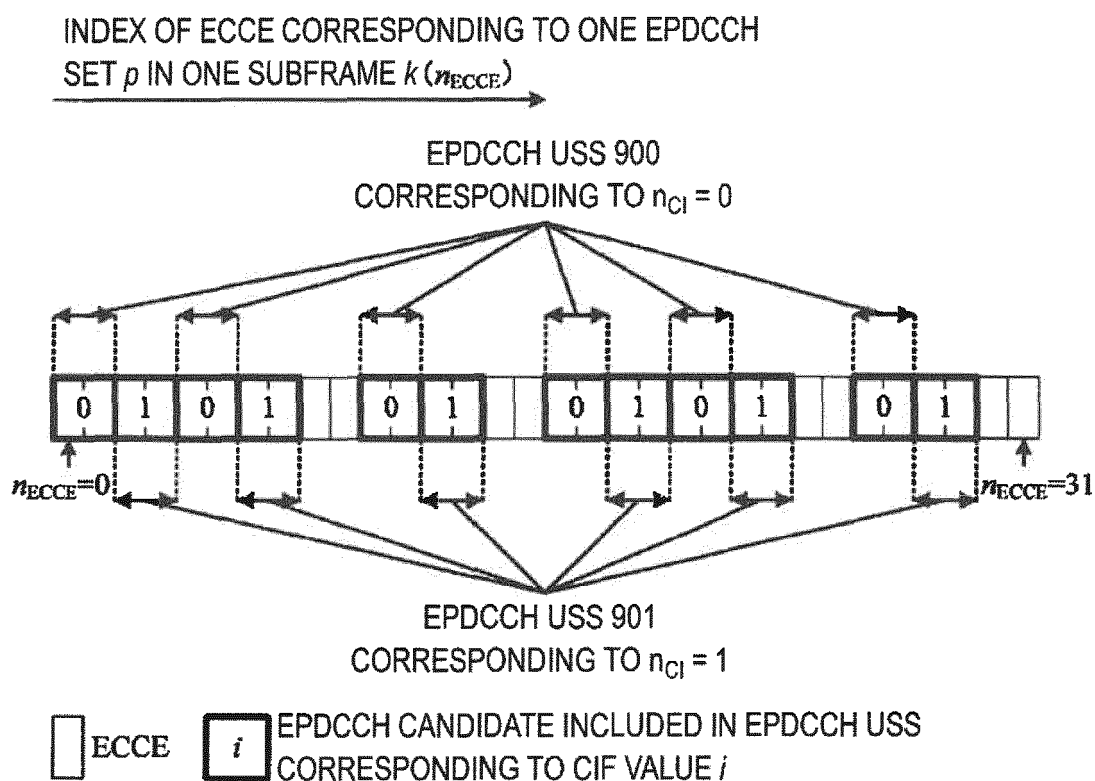 INDEX OF ECCE CORRESPONDING TO ONE EPDCCH
SET p IN ONE SUBFRAME k (nECCE)
EPDCCH USS 900
CORRESPONDING TO nCI = 0
0 1 0 1 0 1 0 1 0 1 0 1
nECCE=0 nECCE=31
EPDCCH USS 901
CORRESPONDING TO nCI = 1
ECCE i EPDCCH CANDIDATE INCLUDED IN EPDCCH USS
CORRESPONDING TO CIF VALUE i